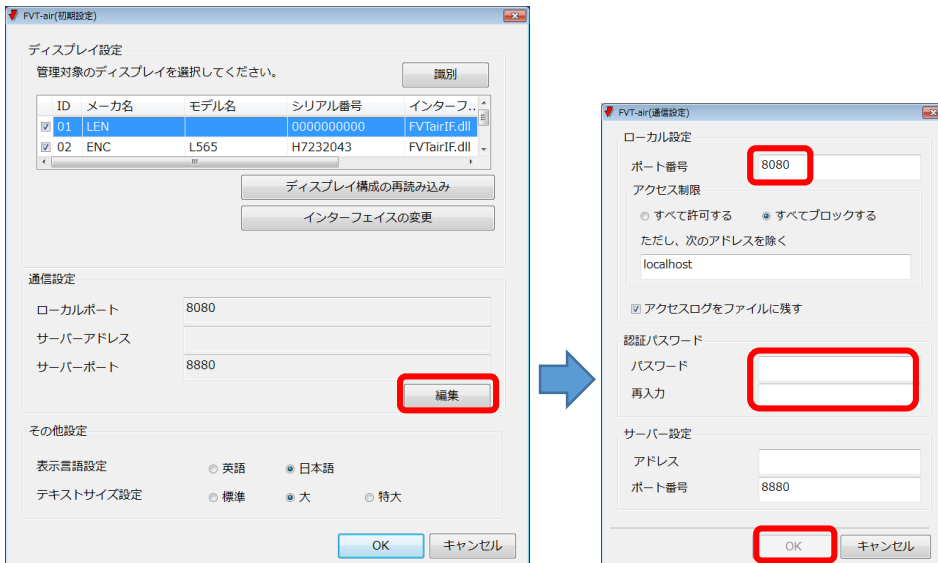 FVT-air(初期設定)
ディスプレイ設定
管理対象のディスプレイを選択してください。
識別
ID メーカ名 モデル名 シリアル番号 インターフ..
01 LEN 0000000000 FVTairIF.dll
02 ENC L565 H7232043 FVTairIF.dll
ディスプレイ構成の再読み込み
インターフェイスの変更
通信設定
ローカルポート 8080
サーバーアドレス
サーバーポート 8880
編集
その他設定
表示言語設定 英語 日本語
テキストサイズ設定 標準 大 特大
OK キャンセル
FVT-air(通信設定)
ローカル設定
ポート番号 8080
アクセス制限
すべて許可する すべてブロックする
ただし、次のアドレスを除く
localhost
アクセスログをファイルに残す
認証パスワード
パスワード
再入力
サーバー設定
アドレス
ポート番号 8880
OK キャンセル